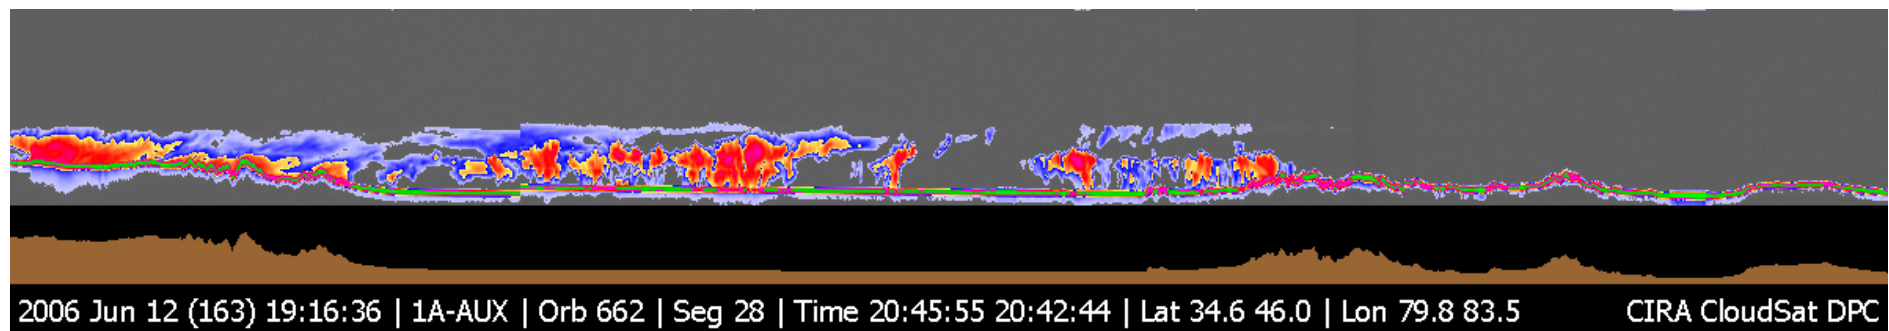 2006 Jun 12 (163) 19:16:36 | 1A-AUX | Orb 662 | Seg 28 | Time 20:45:55 20:42:44 | Lat 34.6 46.0 | Lon 79.8 83.5 CIRA CloudSat DPC